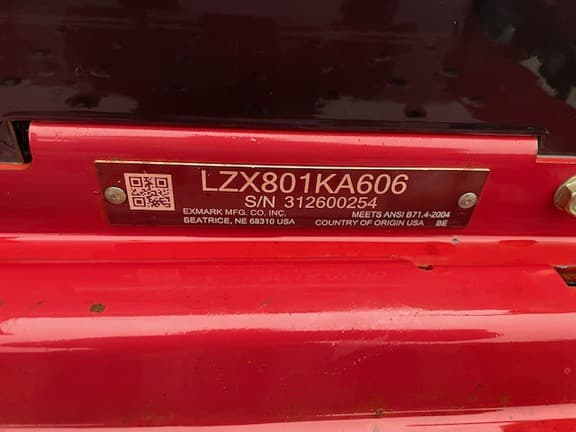 LZX801KA606
S/N 312600254
EXMARK MFG. CO. INC. MEETS ANSI B71.4-2004
BEATRICE, NE 68310 USA COUNTRY OF ORIGIN USA BE